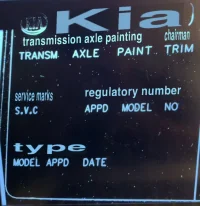 KIA Kia
transmission axle painting chairman
TRANSM AXLE PAINT TRIM
service marks regulatory number
S.V.C APPD MODEL NO
type
MODEL APPD DATE